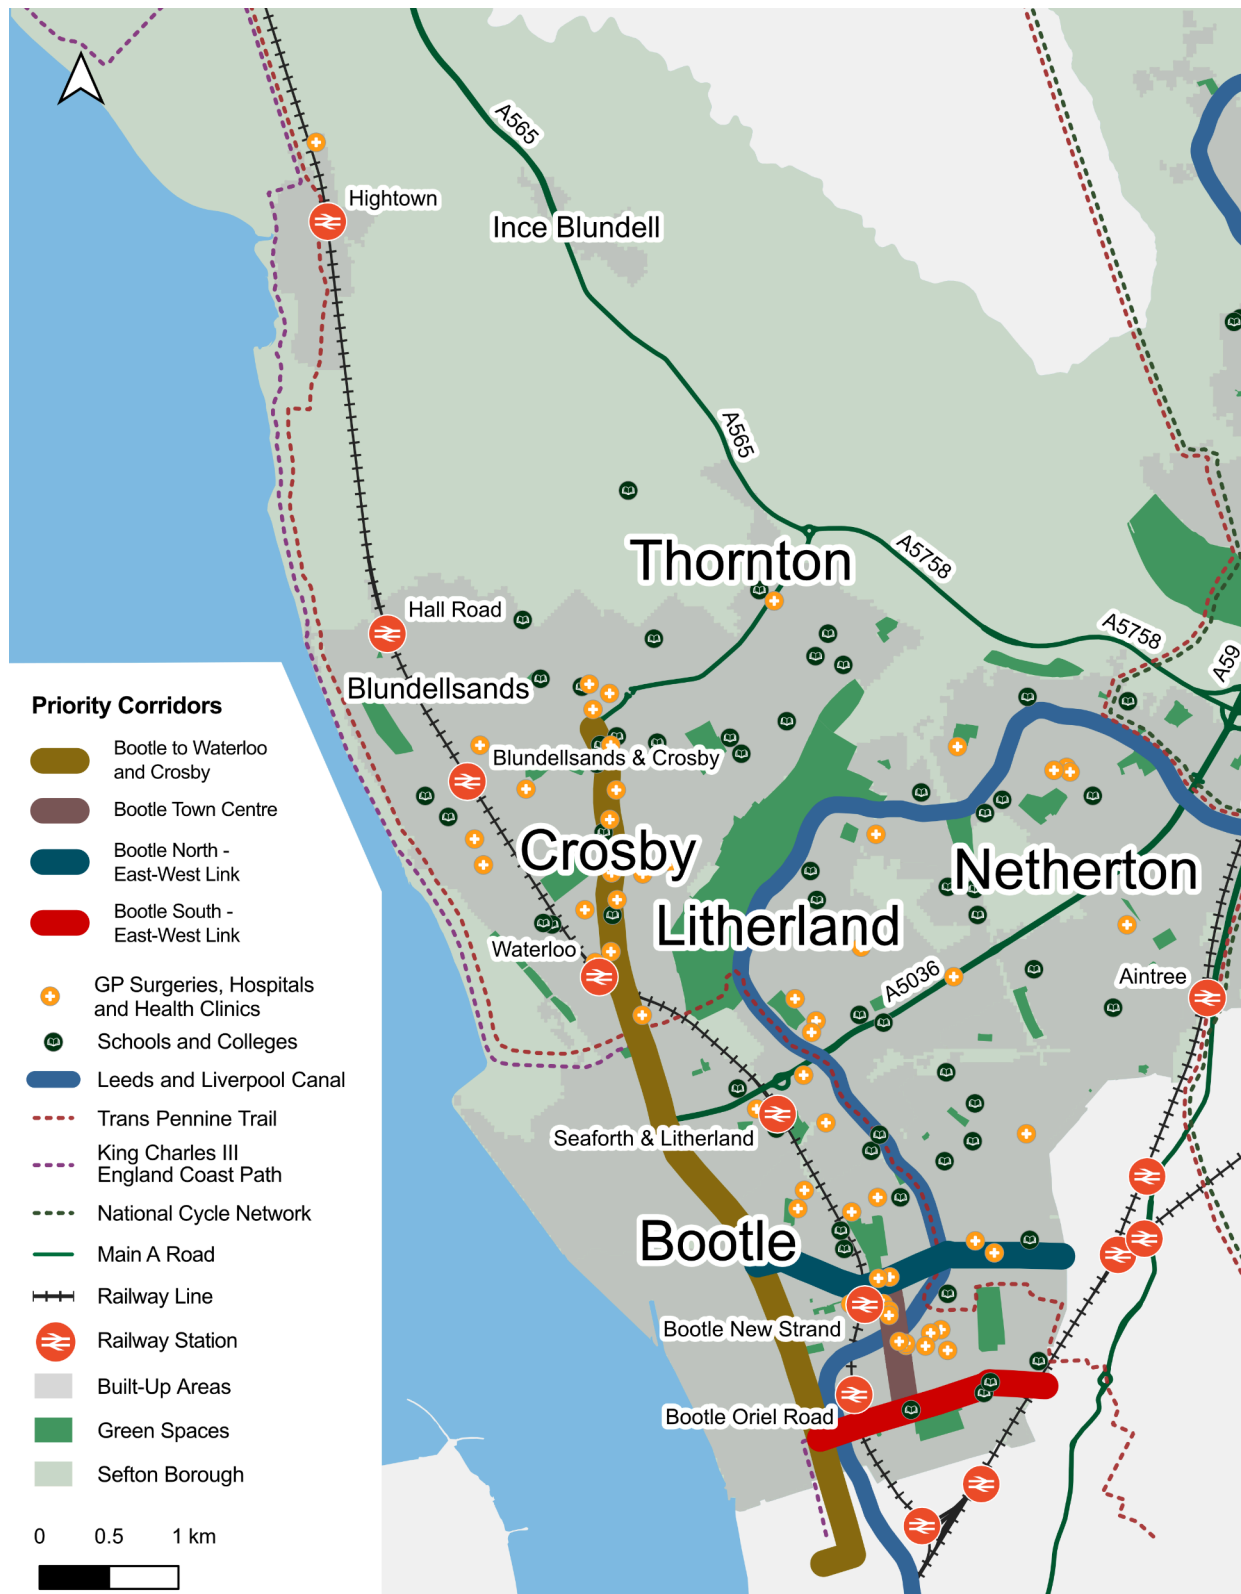 A565
Hightown
Ince Blundell
A565
Thornton
A5758
A5758
A59
Hall Road
Blundellsands
Blundellsands & Crosby
Crosby
Netherton
Litherland
Waterloo
A5036
Aintree
Seaforth & Litherland
Bootle
Bootle New Strand
Bootle Oriel Road
Priority Corridors
Bootle to Waterloo
and Crosby
Bootle Town Centre
Bootle North -
East-West Link
Bootle South -
East-West Link
GP Surgeries, Hospitals
and Health Clinics
Schools and Colleges
Leeds and Liverpool Canal
Trans Pennine Trail
King Charles III
England Coast Path
National Cycle Network
Main A Road
Railway Line
Railway Station
Built-Up Areas
Green Spaces
Sefton Borough
0 0.5 1 km